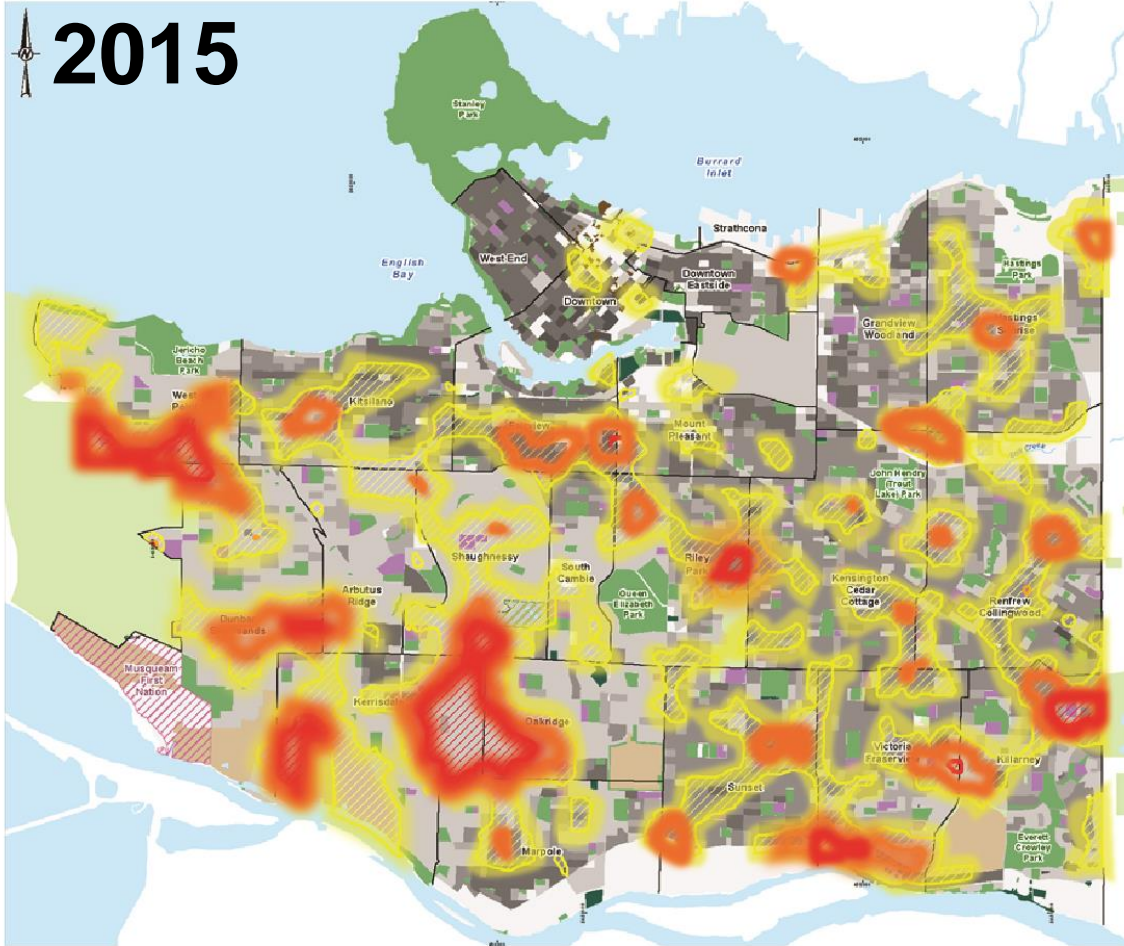 N
2015
Stanley
Park
Burrard
Inlet
Strathcona
English
Bay
West End
Downtown
Eastside
Hastings
Park
Downtown
Grandview
Woodland
Hastings
Jericho
Beach
Park
West
Kitsilano
Mount
Pleasant
John Hendry
(Trout
Lake) Park
Shaughnessy
South
Cambie
Riley
Park
Arbutus
Ridge
Queen
Elizabeth
Park
Kensington
Cedar
Cottage
Renfrew
Collingwood
Musqueam
First
Nation
Kerrisdale
Oakridge
Victoria
Fraserview
Killarney
Sunset
Marpole
Everett
Crowley
Park